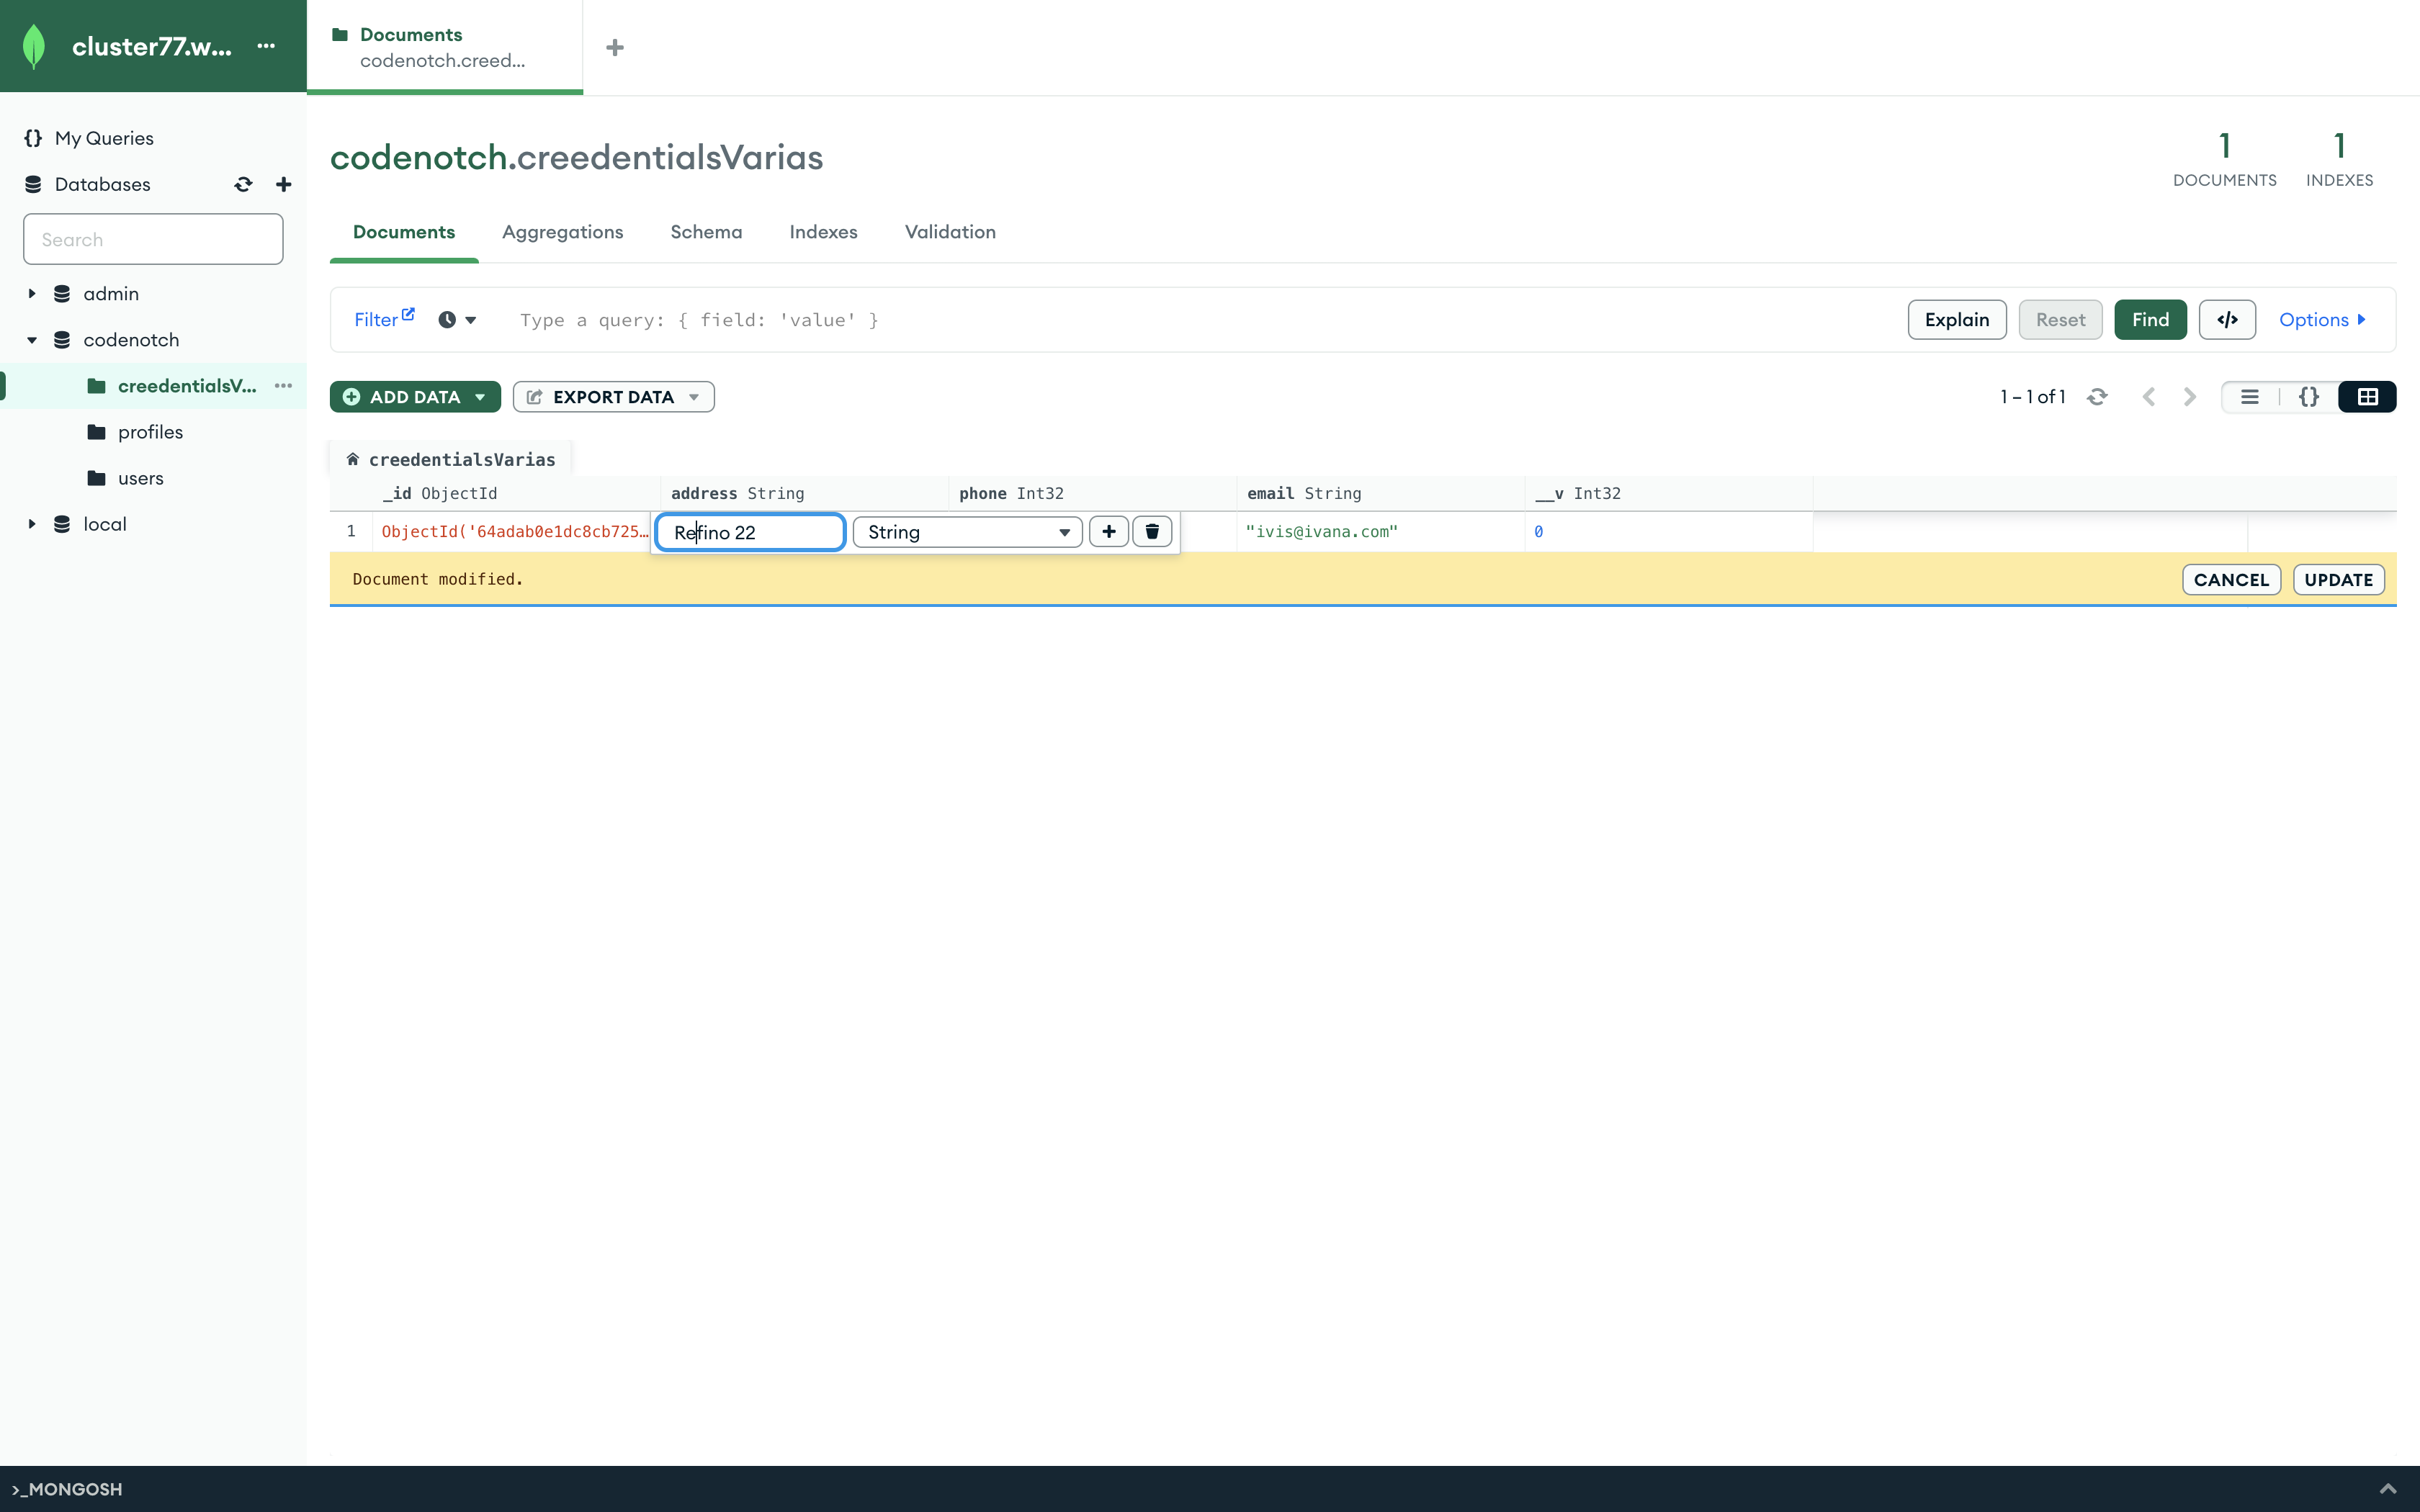 cluster77.w...
Documents
codenotch.creed...
My Queries
Databases
Search
admin
codenotch
creedentialsV...
profiles
users
local
codenotch.creedentialsVarias
1
DOCUMENTS
1
INDEXES
Documents Aggregations Schema Indexes Validation
Filter
Type a query: { field: 'value' }
Explain Reset Find </> Options
ADD DATA EXPORT DATA
1 – 1 of 1
{}
creedentialsVarias
_id ObjectId address String phone Int32 email String __v Int32
1 ObjectId('64adab0e1dc8cb725... Refino 22 String "ivis@ivana.com" 0
Document modified. CANCEL UPDATE
>_MONGOSH